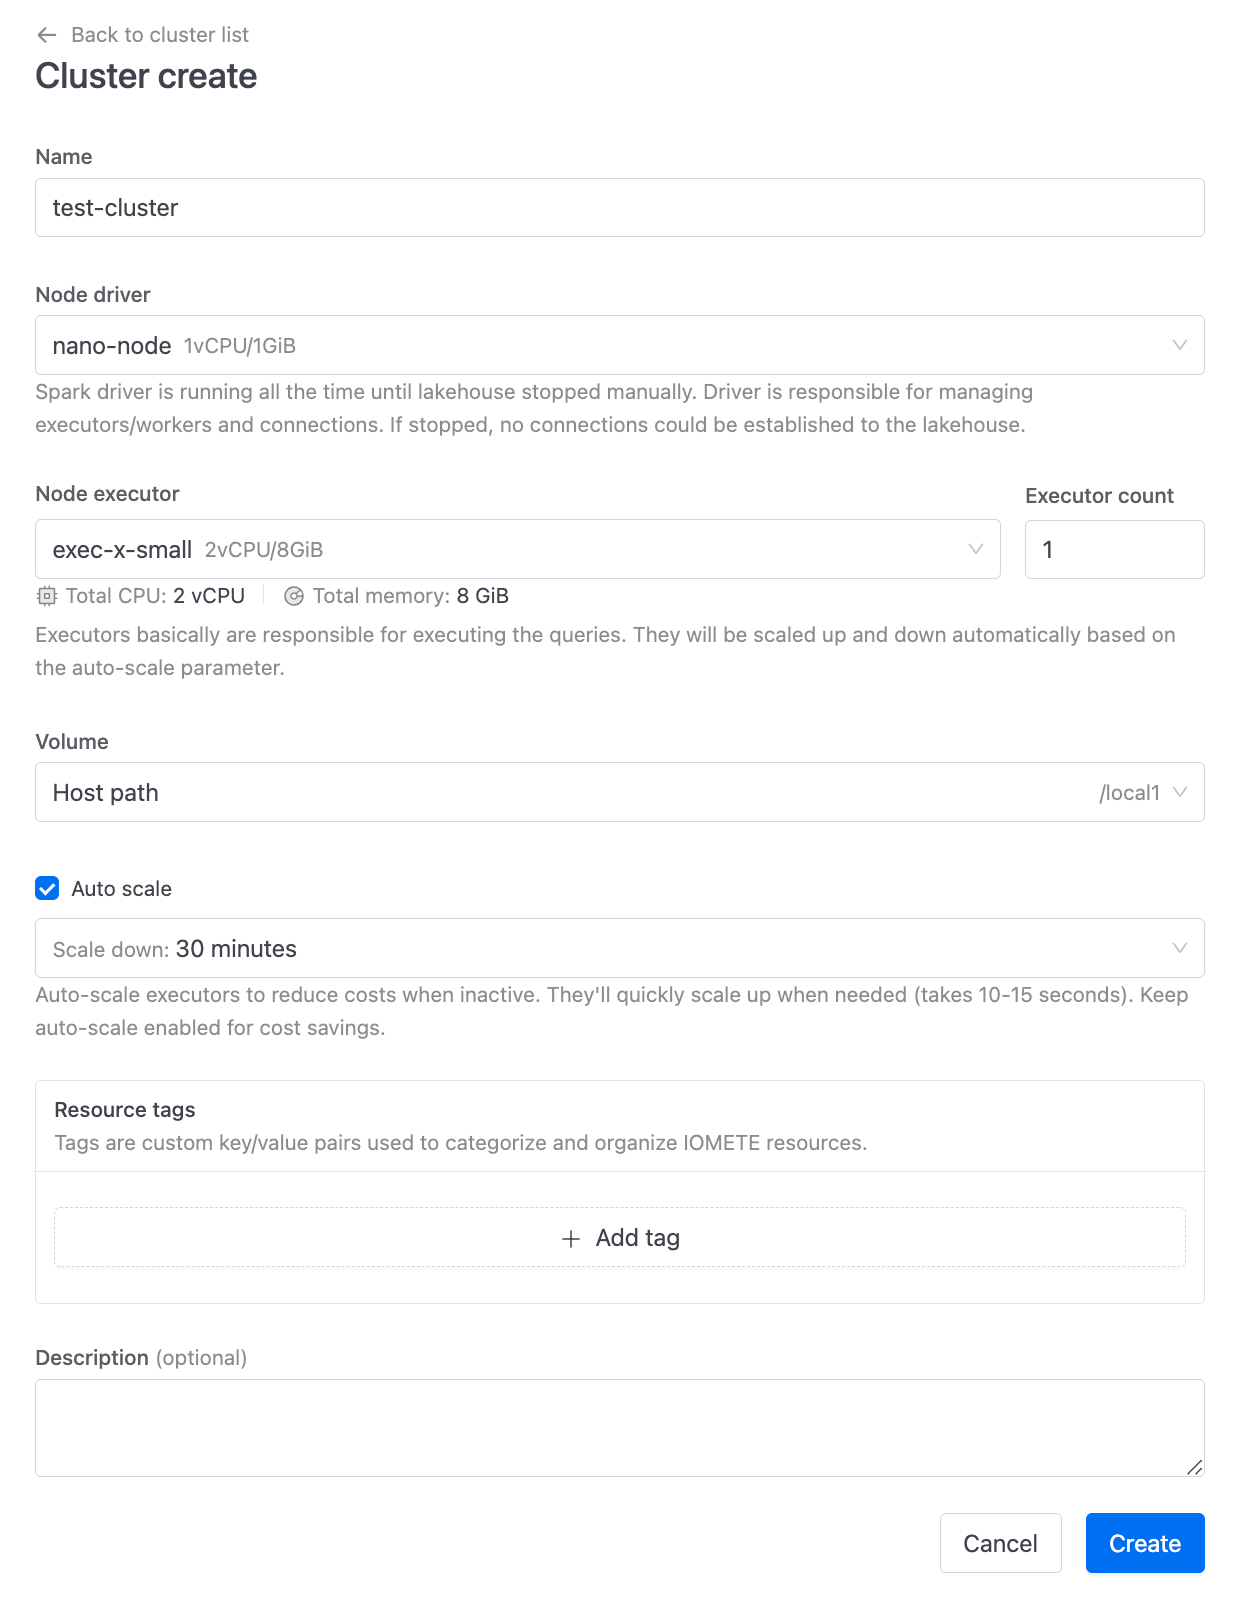 Back to cluster list
Cluster create
Name
test-cluster
Node driver
nano-node 1vCPU/1GiB
Spark driver is running all the time until lakehouse stopped manually. Driver is responsible for managing
executors/workers and connections. If stopped, no connections could be established to the lakehouse.
Node executor
Executor count
exec-x-small 2vCPU/8GiB
1
Total CPU: 2 vCPU
Total memory: 8 GiB
Executors basically are responsible for executing the queries. They will be scaled up and down automatically based on
the auto-scale parameter.
Volume
Host path /local1
Auto scale
Scale down: 30 minutes
Auto-scale executors to reduce costs when inactive. They'll quickly scale up when needed (takes 10-15 seconds). Keep
auto-scale enabled for cost savings.
Resource tags
Tags are custom key/value pairs used to categorize and organize IOMETE resources.
Add tag
Description (optional)
Cancel
Create